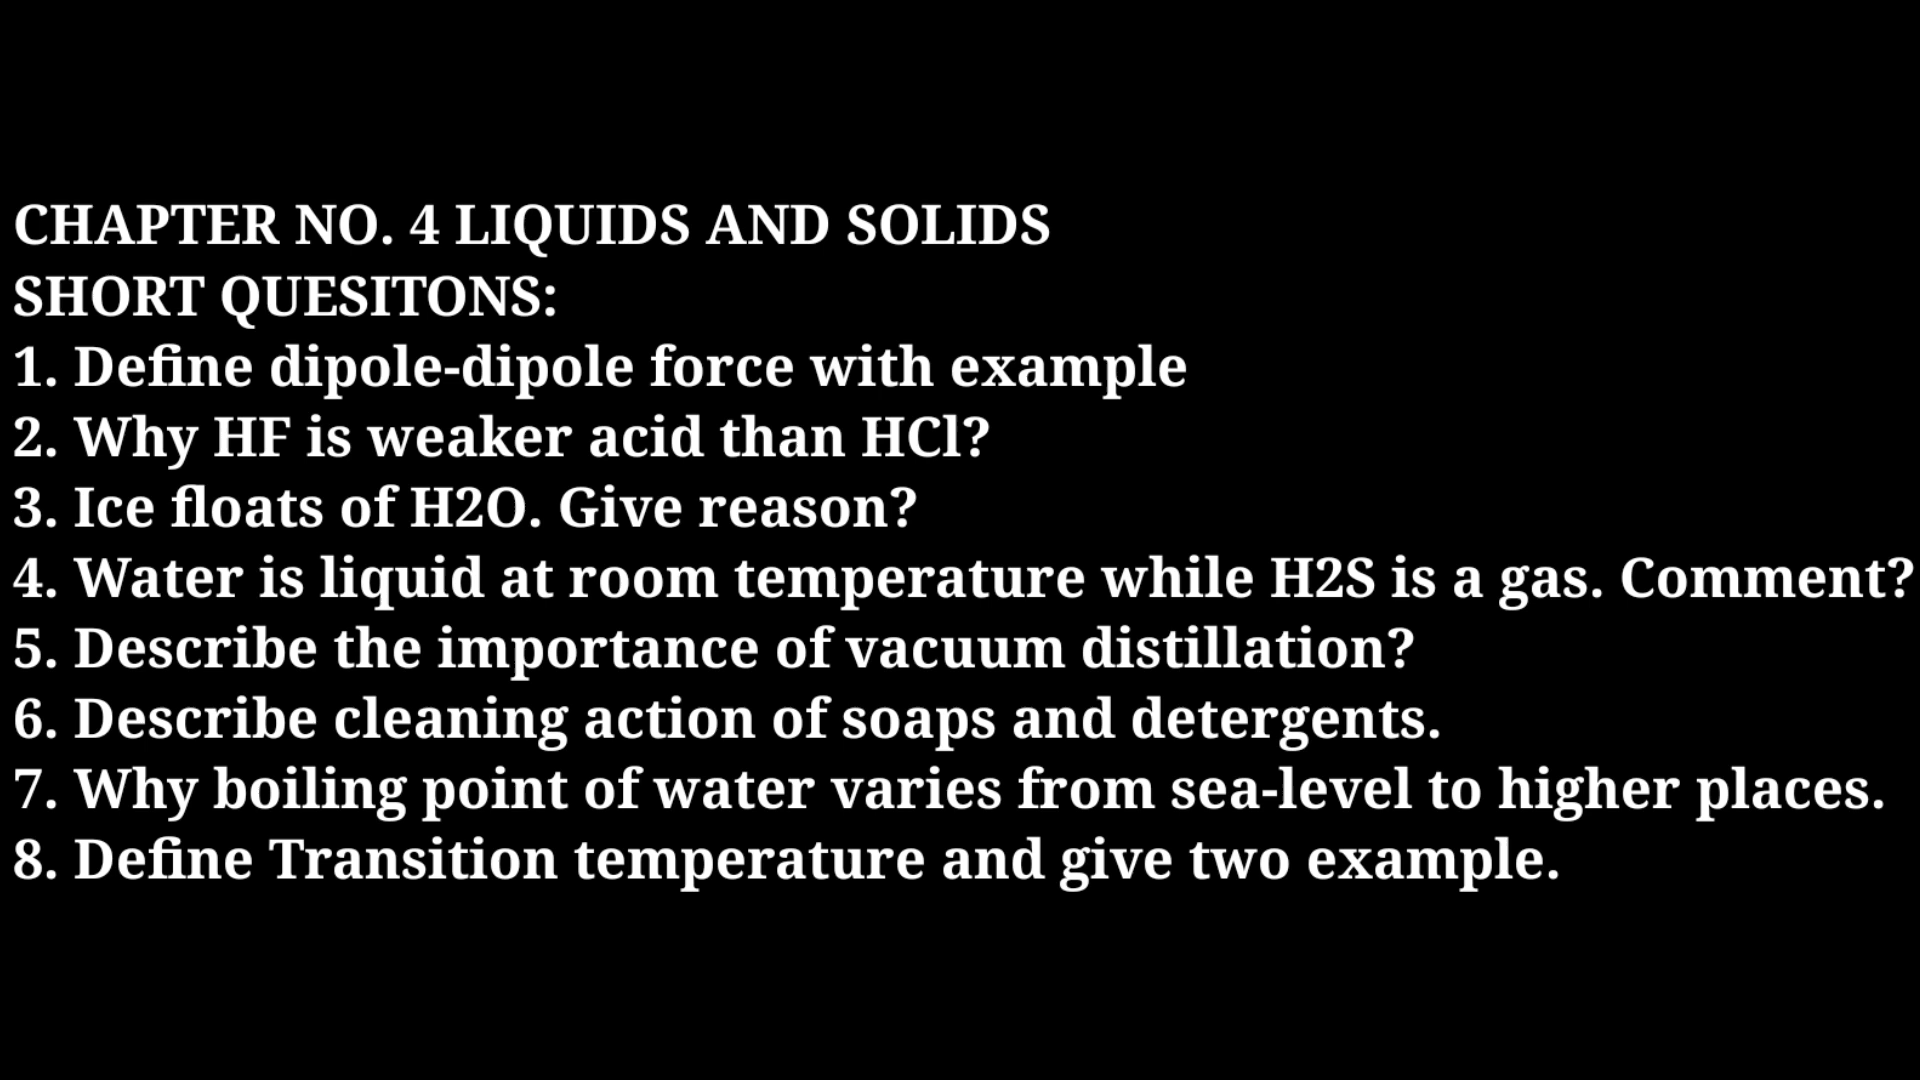 CHAPTER NO. 4 LIQUIDS AND SOLIDS
SHORT QUESITONS:
1. Define dipole-dipole force with example
2. Why HF is weaker acid than HCl?
3. Ice floats of H2O. Give reason?
4. Water is liquid at room temperature while H2S is a gas. Comment?
5. Describe the importance of vacuum distillation?
6. Describe cleaning action of soaps and detergents.
7. Why boiling point of water varies from sea-level to higher places.
8. Define Transition temperature and give two example.